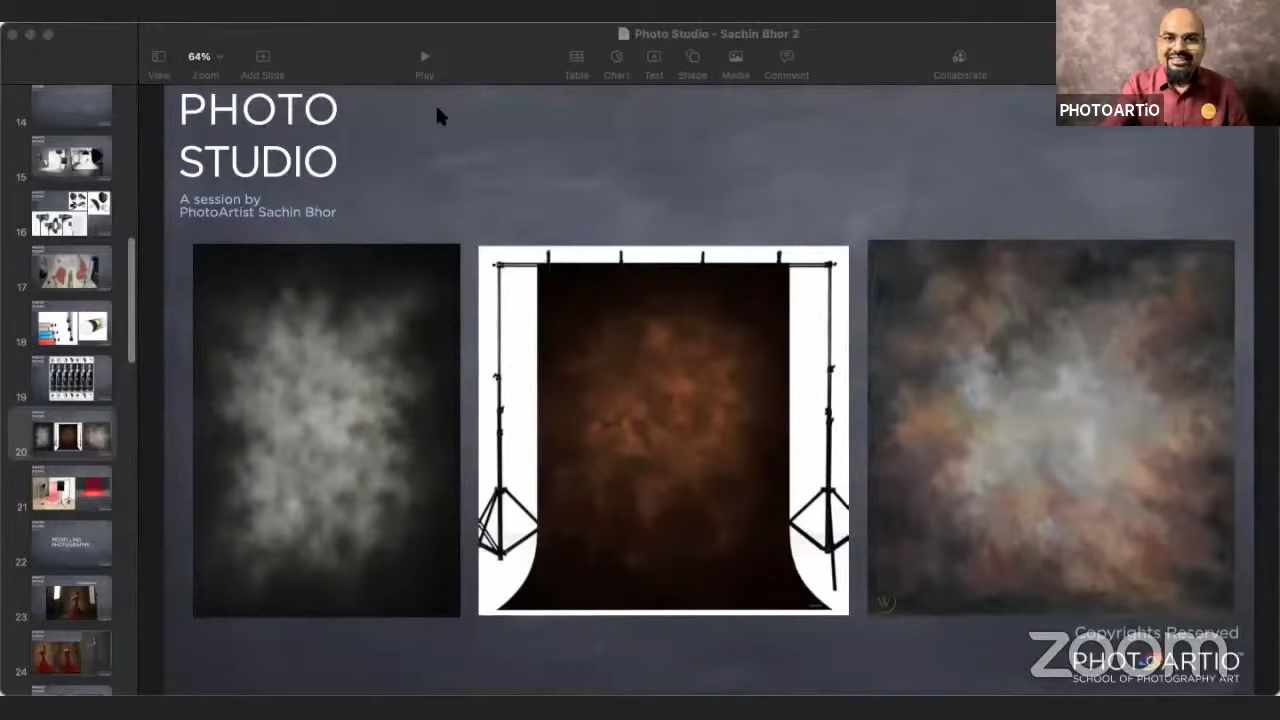 Photo Studio - Sachin Bhor 2
64%
View
Zoom
Add Slide
Play
Table
Chart
Text
Shape
Media
Comment
Collaborate
PHOTOARTiO
14
15
16
17
18
19
20
21
22
23
24
MODELLING
PHOTOGRAPHY
PHOTO
STUDIO
A session by
PhotoArtist Sachin Bhor
W
Copyrights Reserved
zoom
PHOTOARTIO
SCHOOL OF PHOTOGRAPHY ART